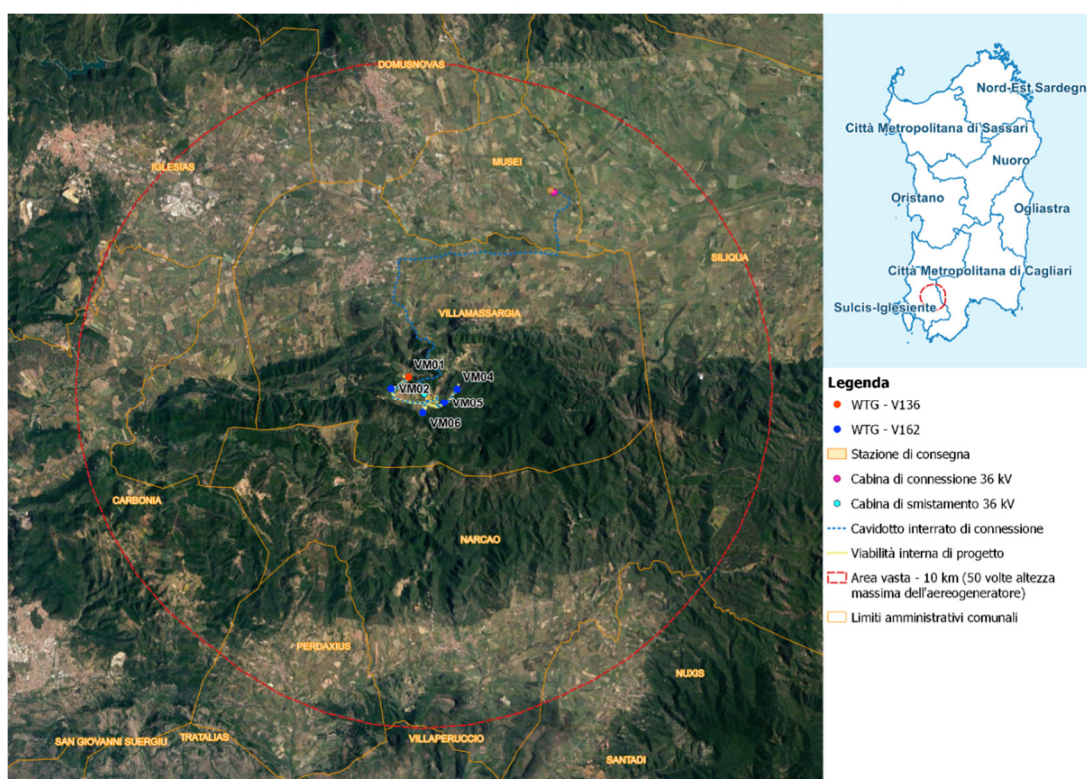 DOMUSNOVAS
IGLESIAS
MUSEI
SILIQUA
VILLAMASSARGIA
VM01
VM02
VM04
VM05
VM06
CARBONIA
NARCAO
PERDAXIUS
NUXIS
SAN GIOVANNI SUERGIU
TRATALIAS
VILLAPERUCCIO
SANTADI
Nord-Est Sardegn
Città Metropolitana di Sassari
Nuoro
Oristano
Ogliastra
Città Metropolitana di Cagliari
Sulcis-Iglesiente
Legenda
WTG - V136
WTG - V162
Stazione di consegna
Cabina di connessione 36 kV
Cabina di smistamento 36 kV
Cavidotto interrato di connessione
Viabilità interna di progetto
Area vasta - 10 km (50 volte altezza
massima dell'aereogeneratore)
Limiti amministrativi comunali